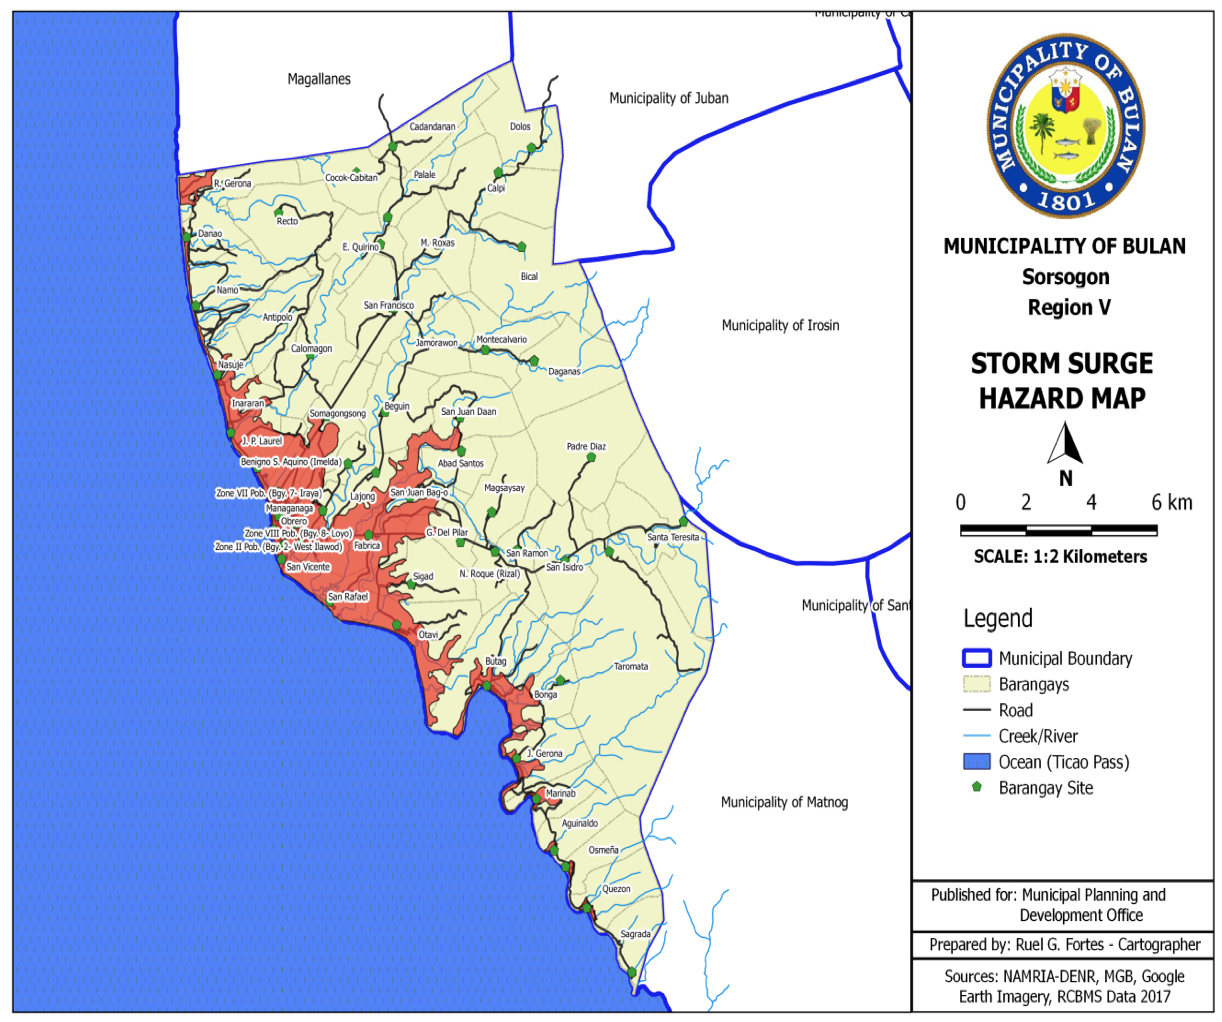 Municipality of
Magallanes
Municipality of Juban
Cadandanan
Dolos
Cocok-Cabitan
Palale
R. Gerona
Calpi
Recto
Danao
E. Quirino
M. Roxas
Bical
Namo
San Francisco
Antipolo
Municipality of Irosin
Calomagon
Jamorawon
Montecalvario
Nasuje
Daganas
Inararan
Somagongsong
Beguin
San Juan Daan
J. P. Laurel
Padre Diaz
Benigno S. Aquino (Imelda)
Abad Santos
Zone VII Pob. (Bgy. 7- Iraya)
Lajong
San Juan Bag-o
Magsaysay
Managanaga
Obrero
Zone VIII Pob. (Bgy. 8- Loyo)
G. Del Pilar
Santa Teresita
Zone II Pob. (Bgy. 2- West Ilawod)
Fabrica
San Ramon
San Vicente
N. Roque (Rizal)
San Isidro
Sigad
San Rafael
Municipality of Sant
Otavi
Butag
Taromata
Bonga
J. Gerona
Marinab
Municipality of Matnog
Aguinaldo
Osmeña
Quezon
Sagrada
MUNICIPALITY OF BULAN
1801
MUNICIPALITY OF BULAN
Sorsogon
Region V
STORM SURGE
HAZARD MAP
N
0 2 4 6 km
SCALE: 1:2 Kilometers
Legend
Municipal Boundary
Barangays
Road
Creek/River
Ocean (Ticao Pass)
Barangay Site
Published for: Municipal Planning and
Development Office
Prepared by: Ruel G. Fortes - Cartographer
Sources: NAMRIA-DENR, MGB, Google
Earth Imagery, RCBMS Data 2017